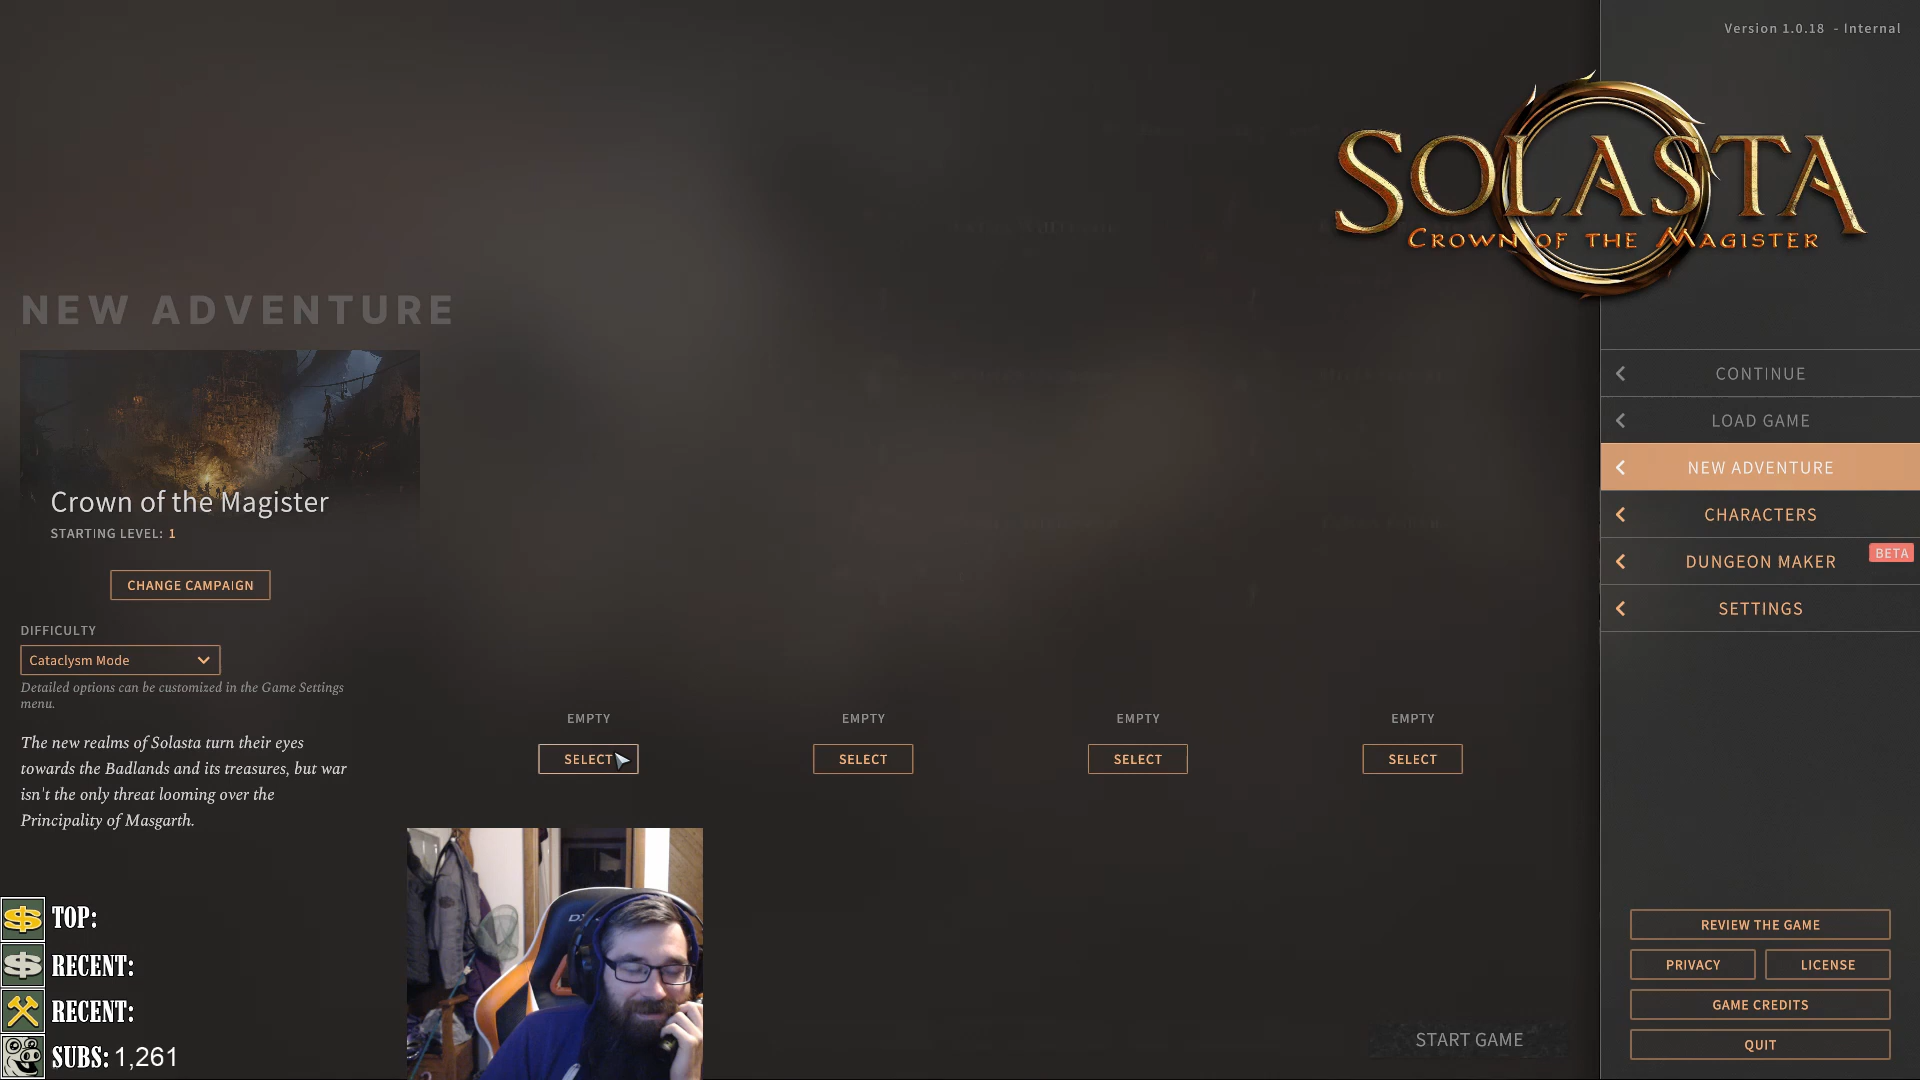 Version 1.0.18 - Internal
SOLASTA
CROWN OF THE MAGISTER
NEW ADVENTURE
Crown of the Magister
STARTING LEVEL: 1
CHANGE CAMPAIGN
DIFFICULTY
Cataclysm Mode
Detailed options can be customized in the Game Settings
menu.
The new realms of Solasta turn their eyes
towards the Badlands and its treasures, but war
isn't the only threat looming over the
Principality of Masgarth.
EMPTY
SELECT
EMPTY
SELECT
EMPTY
SELECT
EMPTY
SELECT
CONTINUE
LOAD GAME
NEW ADVENTURE
CHARACTERS
DUNGEON MAKER
BETA
SETTINGS
TOP:
RECENT:
RECENT:
SUBS: 1,261
START GAME
REVIEW THE GAME
PRIVACY
LICENSE
GAME CREDITS
QUIT